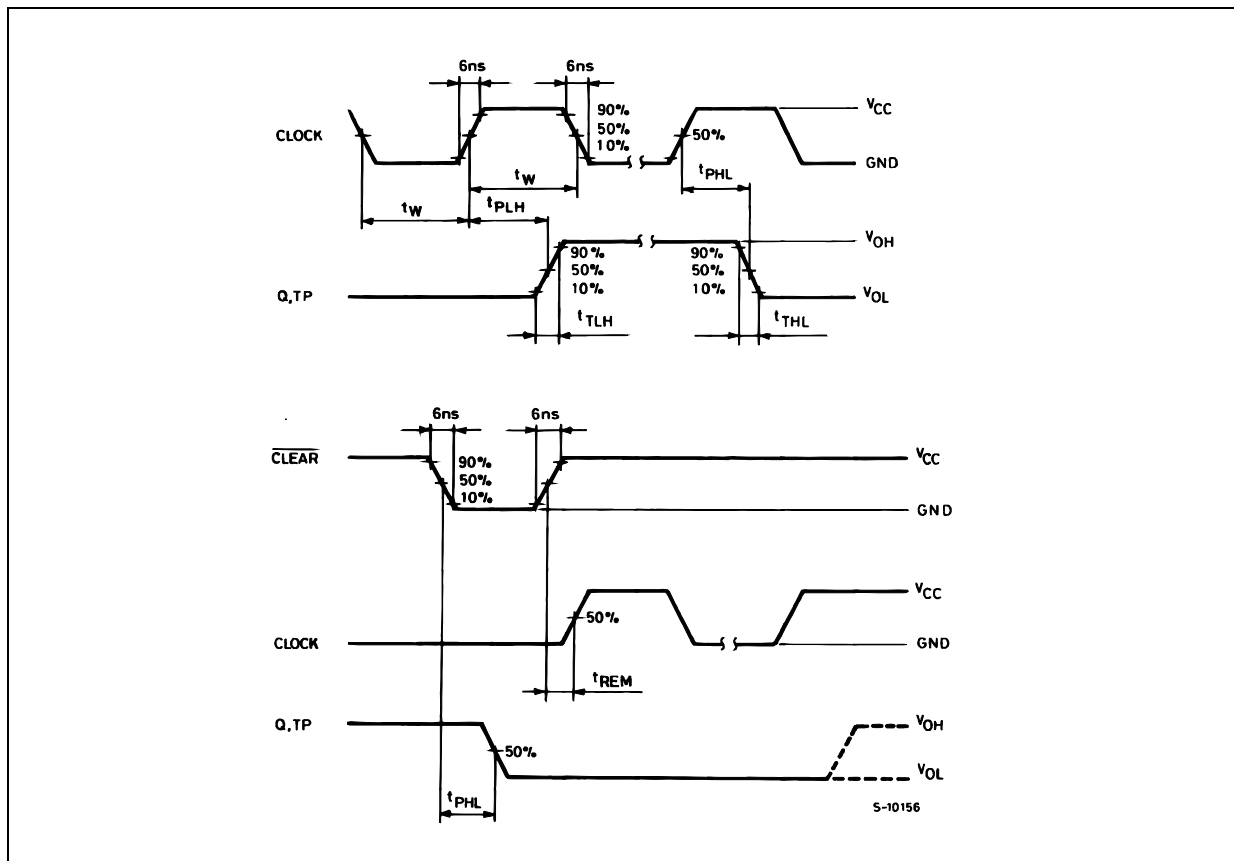 6ns 6ns
CLOCK 90% 50% 10% 50% VCC GND
tW tPHL
tW tPLH
Q,TP 90% 50% 10% 90% 50% 10% VOH VOL
tTLH tTHL
6ns 6ns
CLEAR 90% 50% 10% VCC GND
CLOCK 50% VCC GND
tREM
Q,TP 50% VOH VOL
tPHL
S-10156